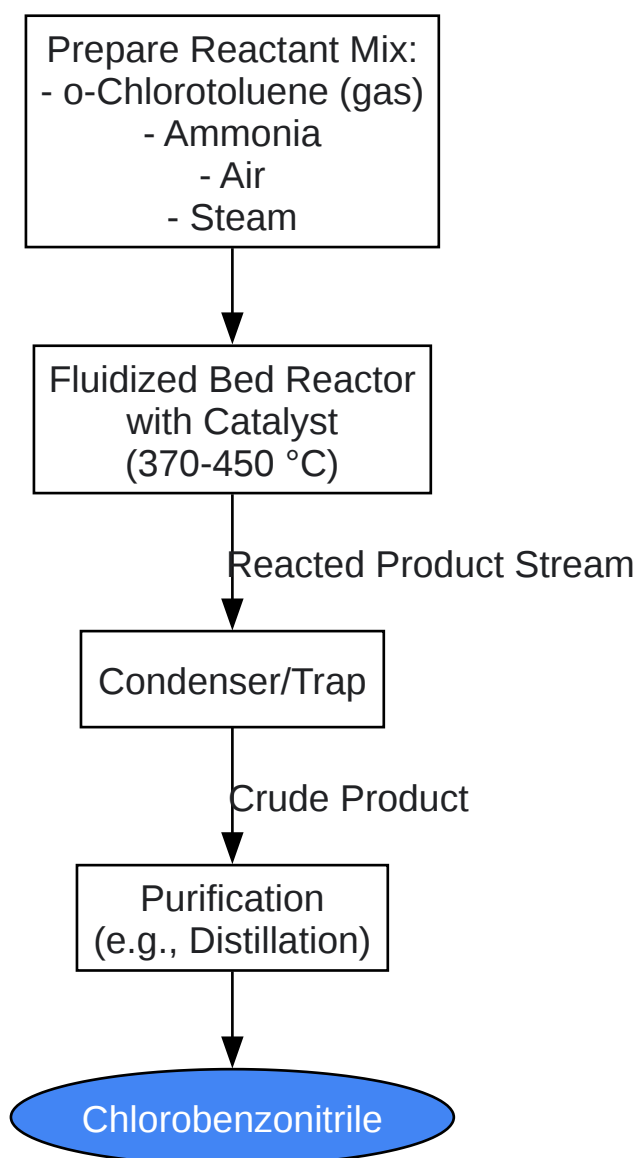 Prepare Reactant Mix:
- o-Chlorotoluene (gas)
- Ammonia
- Air
- Steam
Fluidized Bed Reactor
with Catalyst
(370-450 °C)
Reacted Product Stream
Condenser/Trap
Crude Product
Purification
(e.g., Distillation)
Chlorobenzonitrile